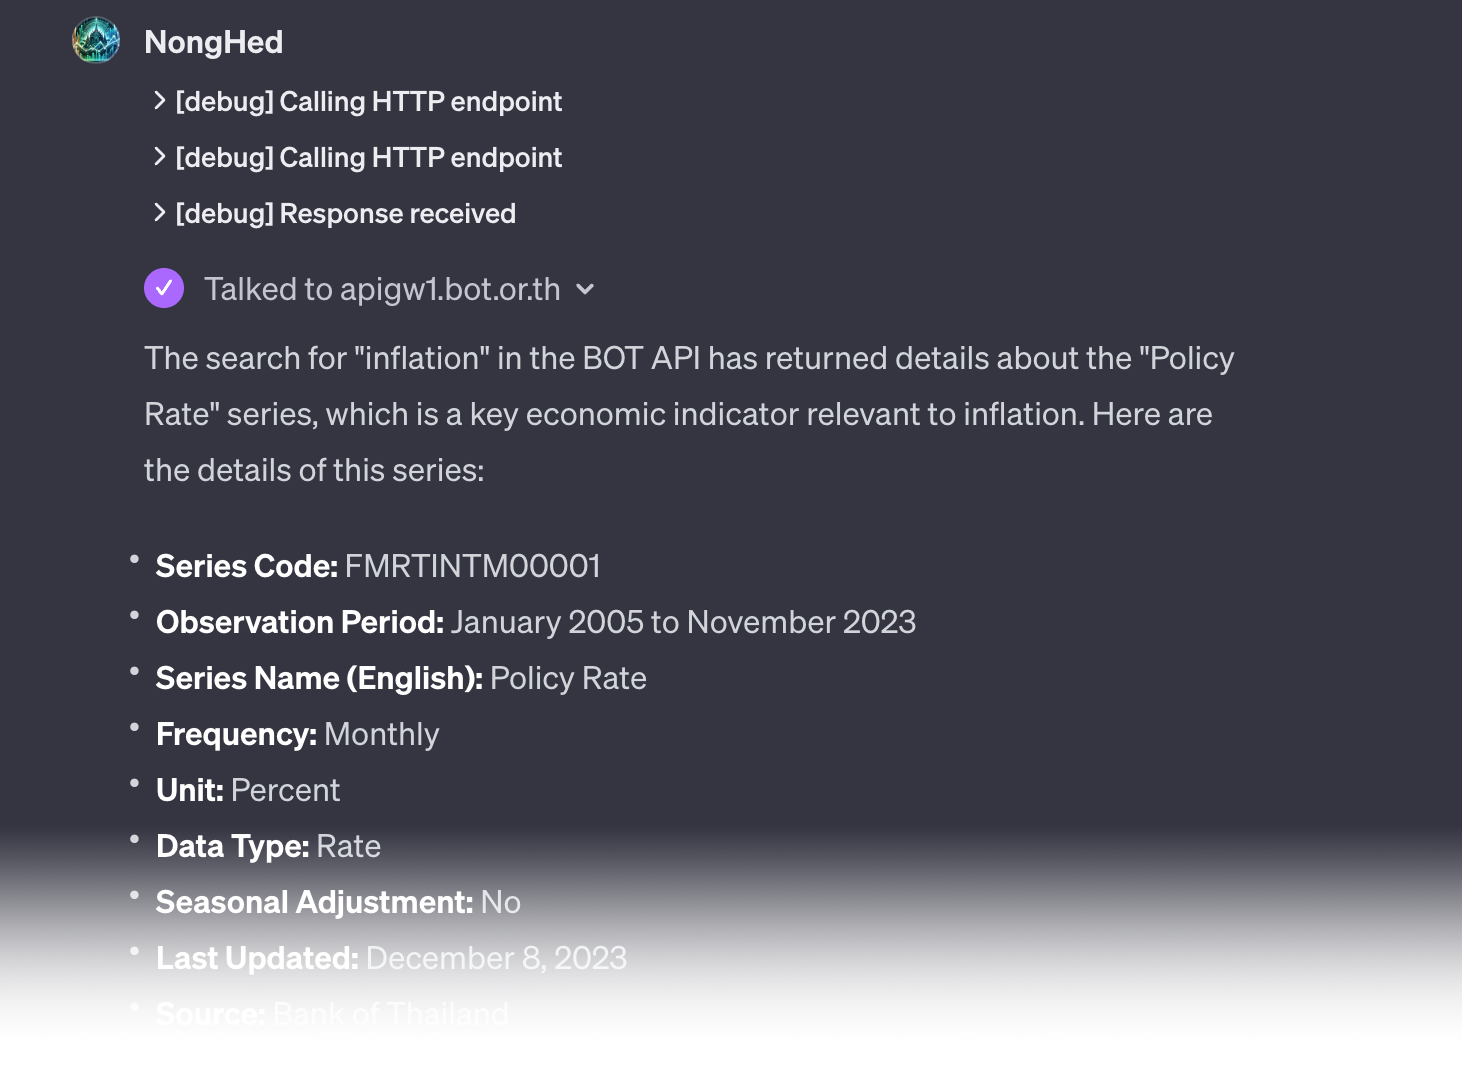 NongHed
[debug] Calling HTTP endpoint
[debug] Calling HTTP endpoint
[debug] Response received
Talked to apigw1.bot.or.th
The search for "inflation" in the BOT API has returned details about the "Policy
Rate" series, which is a key economic indicator relevant to inflation. Here are
the details of this series:
• Series Code: FMRTINTM00001
• Observation Period: January 2005 to November 2023
• Series Name (English): Policy Rate
• Frequency: Monthly
• Unit: Percent
• Data Type: Rate
• Seasonal Adjustment: No
• Last Updated: December 8, 2023
• Source: Bank of Thailand